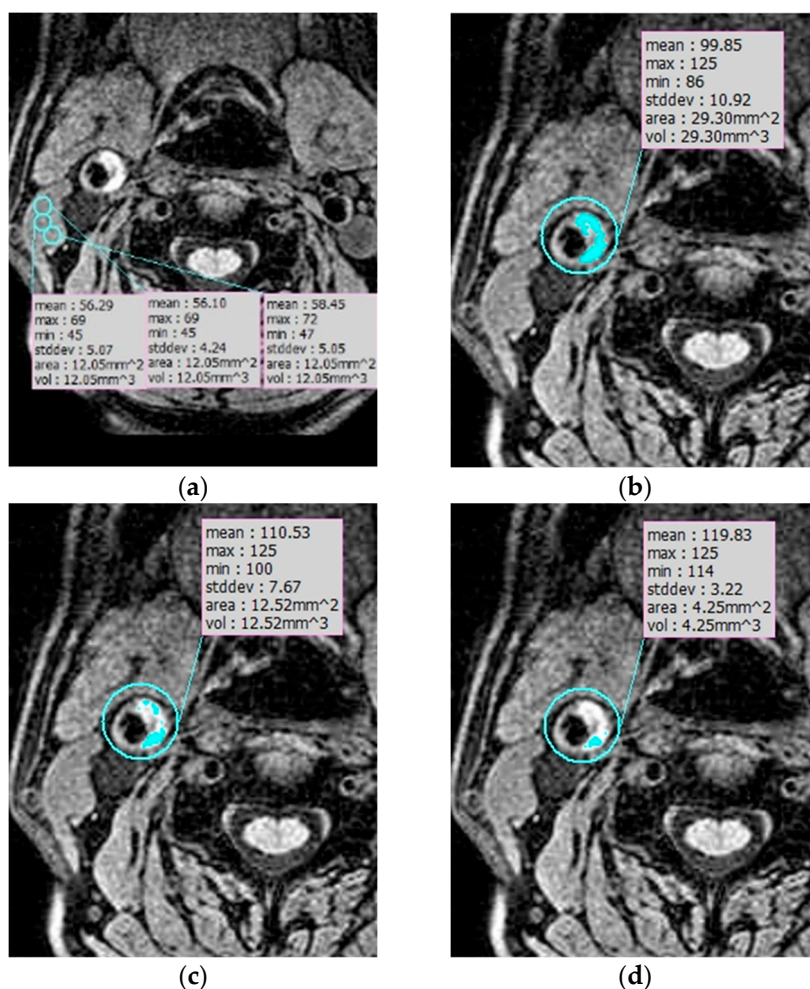 mean : 56.29
max : 69
min : 45
stddev : 5.07
area : 12.05mm^2
vol : 12.05mm^3
mean : 56.10
max : 69
min : 45
stddev : 4.24
area : 12.05mm^2
vol : 12.05mm^3
mean : 58.45
max : 72
min : 47
stddev : 5.05
area : 12.05mm^2
vol : 12.05mm^3
(a)
mean : 99.85
max : 125
min : 86
stddev : 10.92
area : 29.30mm^2
vol : 29.30mm^3
(b)
mean : 110.53
max : 125
min : 100
stddev : 7.67
area : 12.52mm^2
vol : 12.52mm^3
(c)
mean : 119.83
max : 125
min : 114
stddev : 3.22
area : 4.25mm^2
vol : 4.25mm^3
(d)